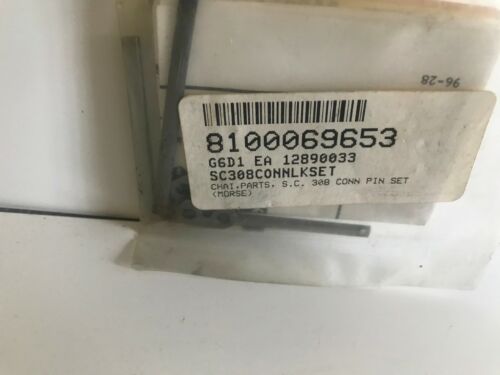 96-28
8100069653
G6D1 EA 12890033
SC308CONNLKSET
CHAI,PARTS, S.C. 308 CONN PIN SET
(MORSE)